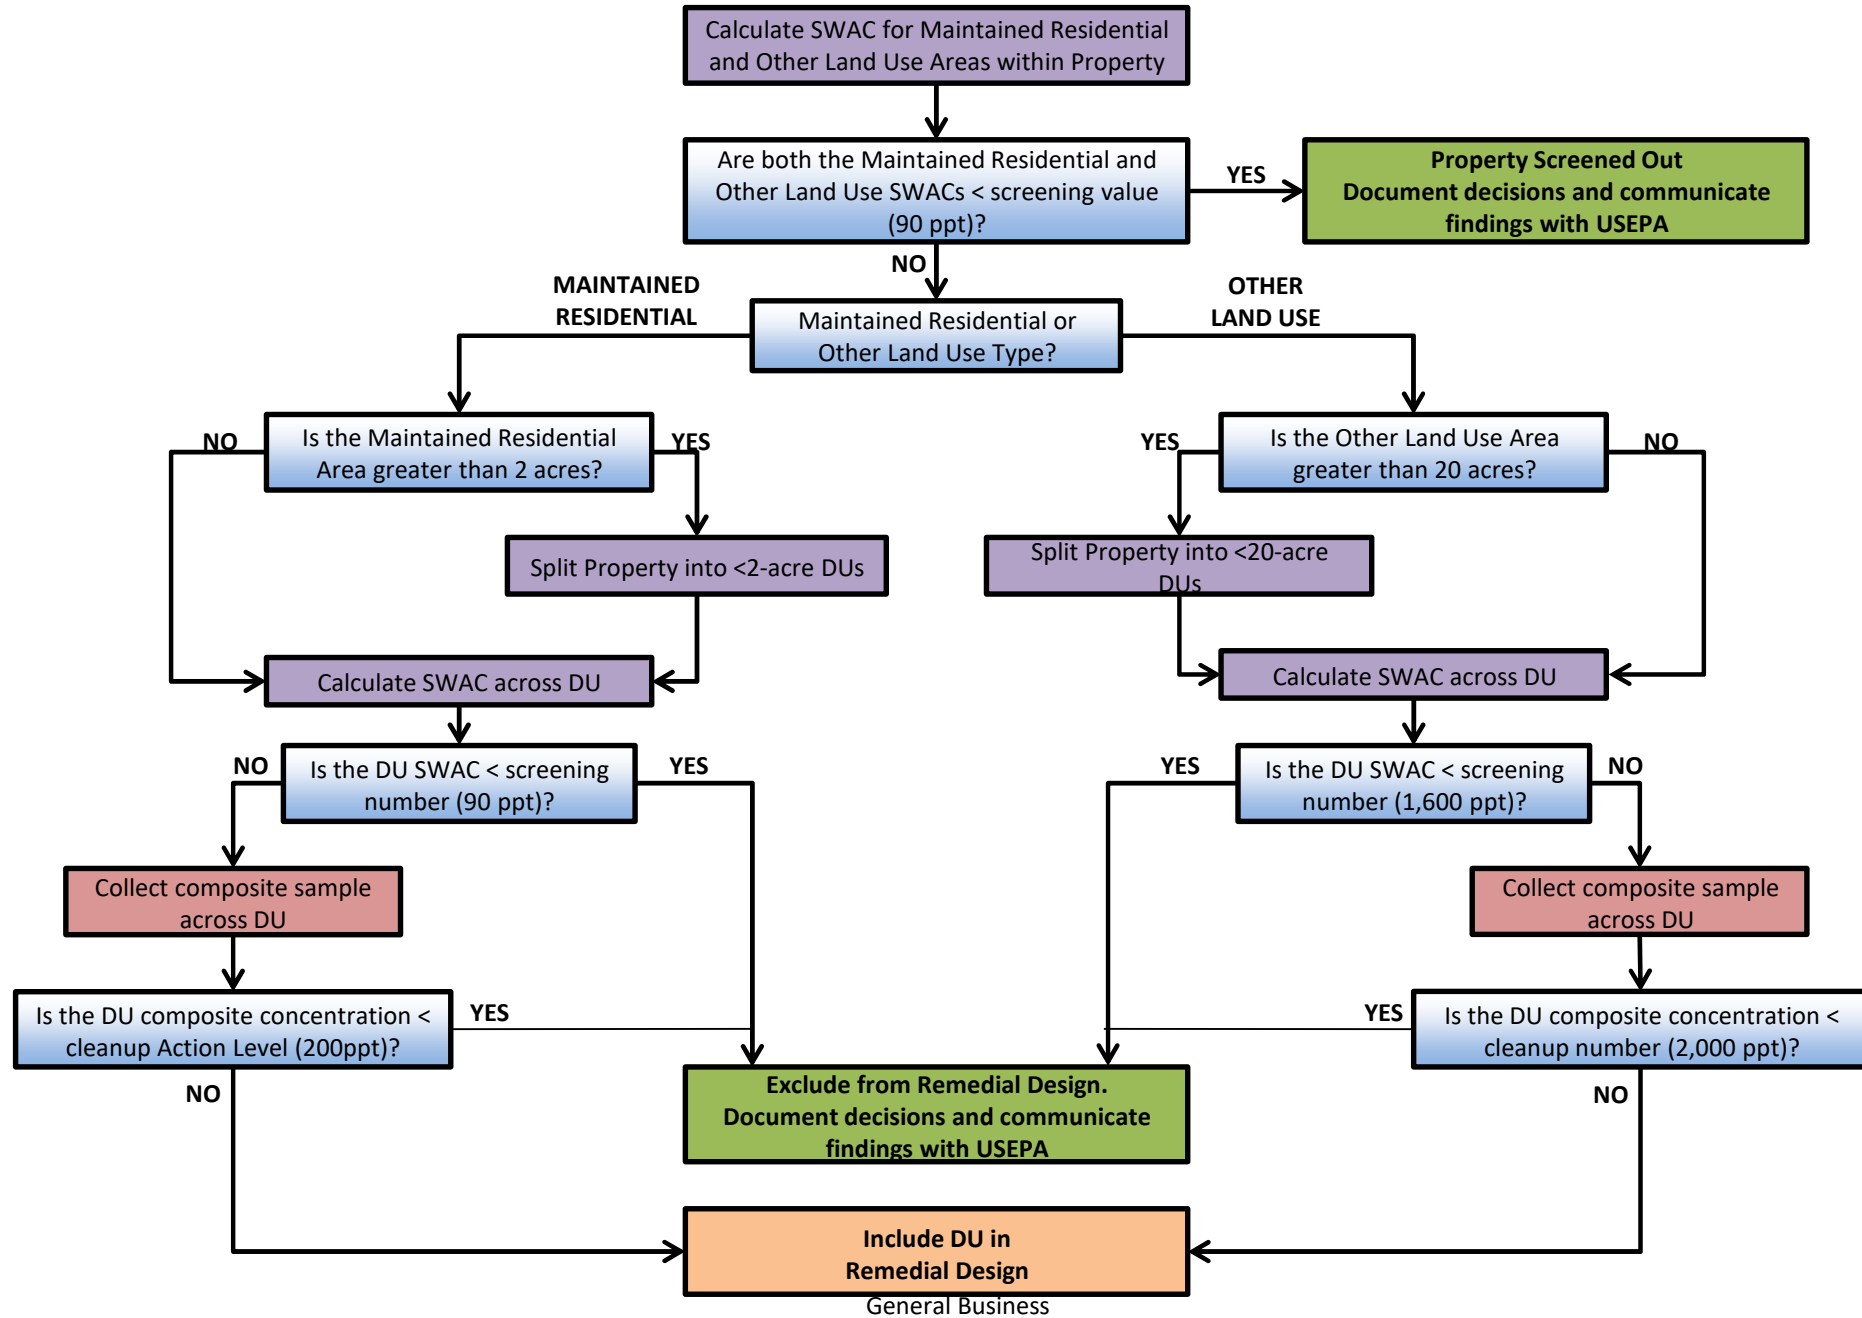 Calculate SWAC for Maintained Residential
and Other Land Use Areas within Property
Are both the Maintained Residential and
Other Land Use SWACs < screening value
(90 ppt)?
YES
Property Screened Out
Document decisions and communicate
findings with USEPA
NO
MAINTAINED
RESIDENTIAL
OTHER
LAND USE
Maintained Residential or
Other Land Use Type?
NO
Is the Maintained Residential
Area greater than 2 acres?
YES
YES
Is the Other Land Use Area
greater than 20 acres?
NO
Split Property into <2-acre DUs
Split Property into <20-acre
DUs
Calculate SWAC across DU
Calculate SWAC across DU
NO
Is the DU SWAC < screening
number (90 ppt)?
YES
YES
Is the DU SWAC < screening
number (1,600 ppt)?
NO
Collect composite sample
across DU
Collect composite sample
across DU
Is the DU composite concentration <
cleanup Action Level (200ppt)?
YES
YES
Is the DU composite concentration <
cleanup number (2,000 ppt)?
NO
NO
Exclude from Remedial Design.
Document decisions and communicate
findings with USEPA
Include DU in
Remedial Design
General Business